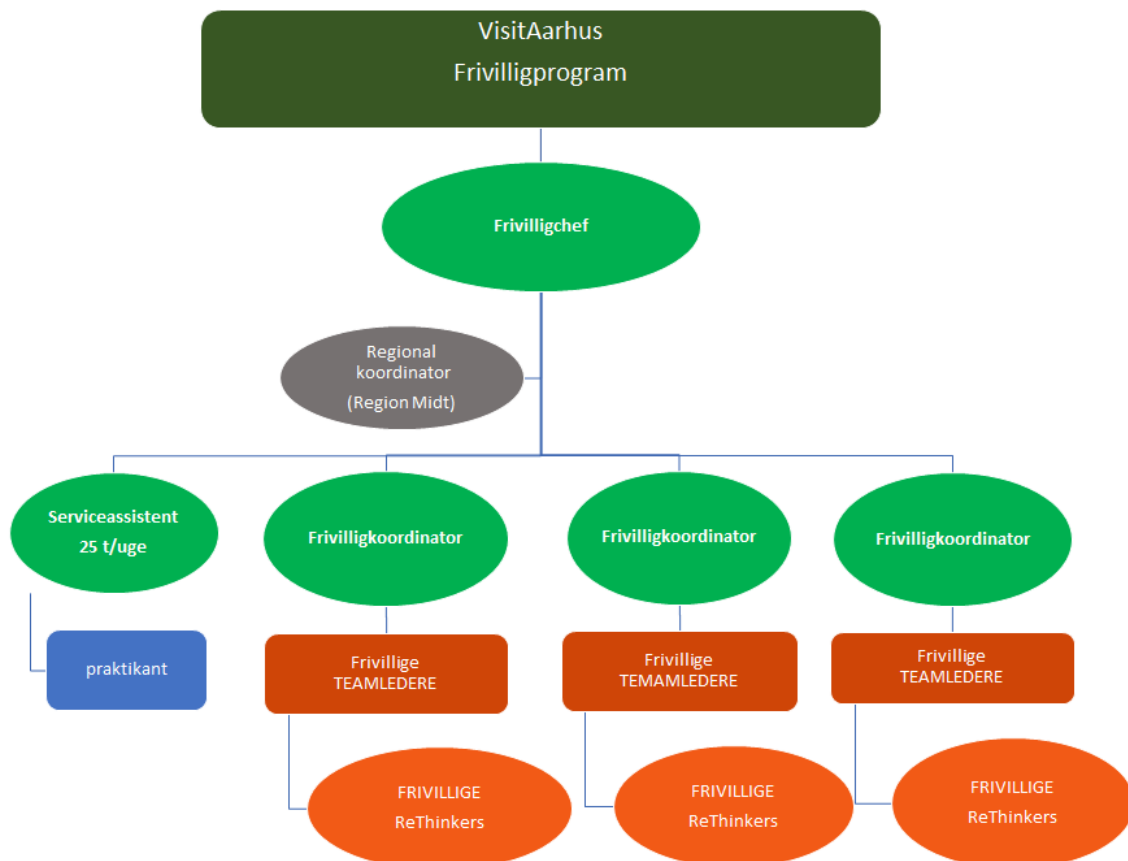 VisitAarhus
Frivilligprogram
Frivilligchef
Regional
koordinator
(Region Midt)
Serviceassistent
25 t/uge
Frivilligkoordinator
Frivilligkoordinator
Frivilligkoordinator
praktikant
Frivillige
TEAMLEDERE
Frivillige
TEMAMLEDERE
Frivillige
TEAMLEDERE
FRIVILLIGE
ReThinkers
FRIVILLIGE
ReThinkers
FRIVILLIGE
ReThinkers